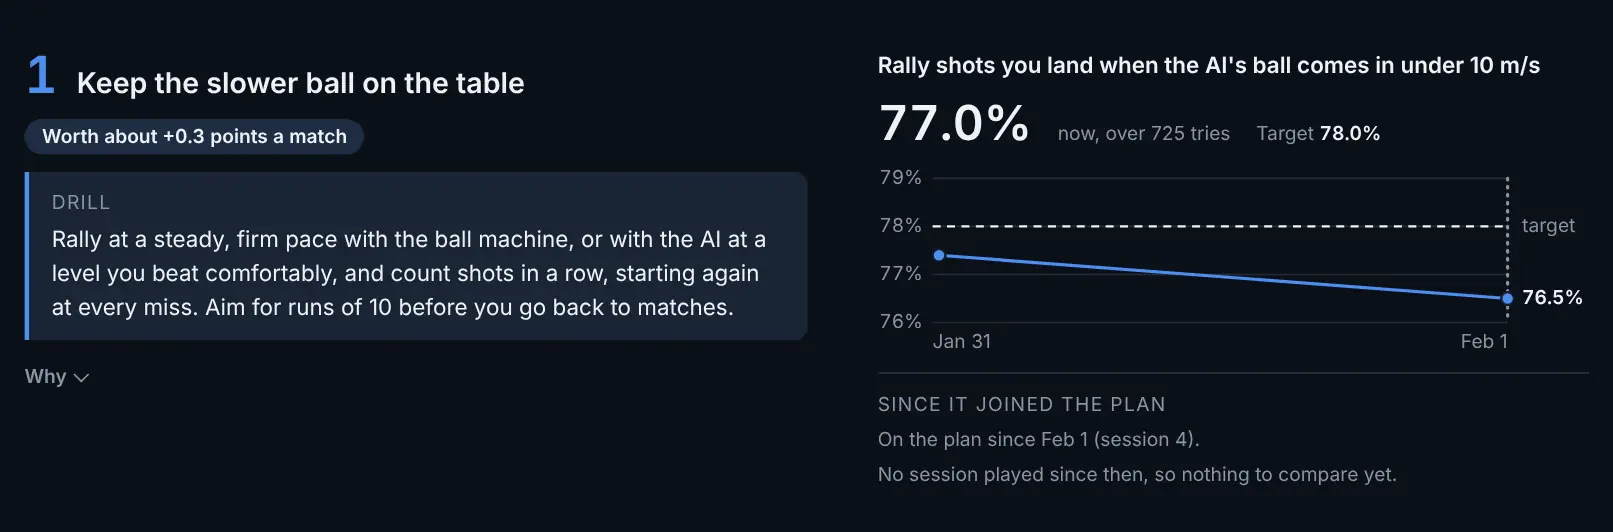 1 Keep the slower ball on the table
Worth about +0.3 points a match
DRILL
Rally at a steady, firm pace with the ball machine, or with the AI at a
level you beat comfortably, and count shots in a row, starting again
at every miss. Aim for runs of 10 before you go back to matches.
Why
Rally shots you land when the AI's ball comes in under 10 m/s
77.0% now, over 725 tries Target 78.0%
79%
78% target
77%
76.5%
76%
Jan 31 Feb 1
SINCE IT JOINED THE PLAN
On the plan since Feb 1 (session 4).
No session played since then, so nothing to compare yet.